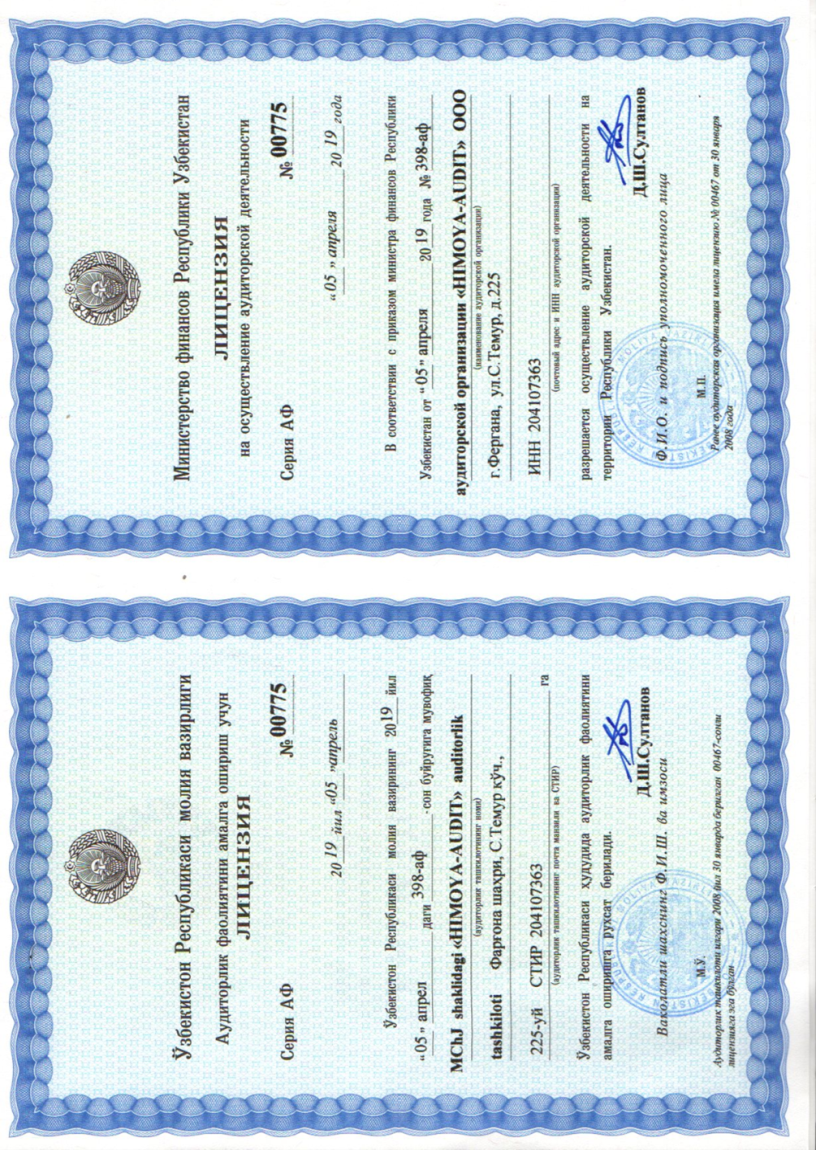 Ўзбекистон Республикаси молия вазирлиги
Аудиторлик фаолиятини амалга ошириш учун
ЛИЦЕНЗИЯ
Серия АФ № 00775
20 19 йил «05 »апрель
Ўзбекистон Республикаси молия вазирининг 20 19 йил
“05 ” апрел даги 398-аф - сон буйруғига мувофиқ
MChJ shaklidagi «HIMOYA-AUDIT» auditorlik
(аудиторлик ташкилотининг номи)
tashkiloti Фарғона шаҳри, С.Темур кўч.,
225-уй СТИР 204107363 га
(аудиторлик ташкилотининг почта манзили ва СТИР)
Ўзбекистон Республикаси ҳудудида аудиторлик фаолиятини
амалга оширишга рухсат берилади.
Д.Ш.Султанов
Ваколатли шахснинг Ф.И.Ш. ва имзоси
М.Ў.
Аудиторлик ташкилоти илгари 2008 йил 30 январда берилган 00467-сонли
лицензияга эга бўлган
Министерство финансов Республики Узбекистан
ЛИЦЕНЗИЯ
на осуществление аудиторской деятельности
Серия АФ № 00775
“05 ” апреля 20 19 года
В соответствии с приказом министра финансов Республики
Узбекистан от “05” апреля 20 19 года № 398-аф
аудиторской организации «HIMOYA-AUDIT» ООО
(наименование аудиторской организации)
г.Фергана, ул.С.Темур, д.225
ИНН 204107363
(почтовый адрес и ИНН аудиторской организации)
разрешается осуществление аудиторской деятельности на
территории Республики Узбекистан.
Д.Ш.Султанов
Ф.И.О. и подпись уполномоченного лица
М.П.
Ранее аудиторская организация имела лицензию № 00467 от 30 января
2008 года